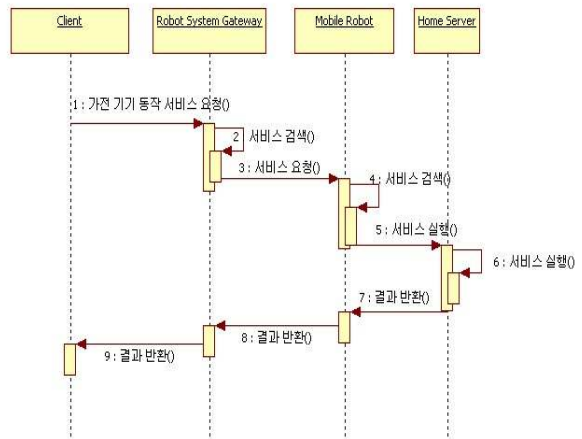 Client
Robot System Gateway
Mobile Robot
Home Server
1 : 가전 기기 동작 서비스 요청()
2 서비스 검색()
3 : 서비스 요청()
4 : 서비스 검색()
5 : 서비스 실행()
6 : 서비스 실행()
7 : 결과 반환()
8 : 결과 반환()
9 : 결과 반환()